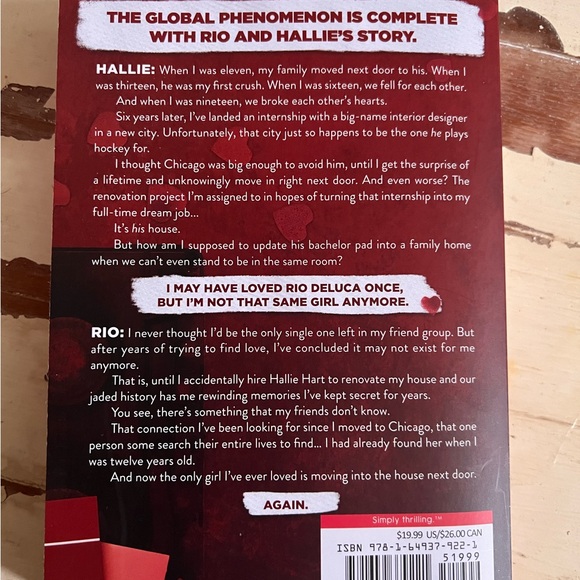 THE GLOBAL PHENOMENON IS COMPLETE
WITH RIO AND HALLIE'S STORY.
HALLIE: When I was eleven, my family moved next door to his. When I
was thirteen, he was my first crush. When I was sixteen, we fell for each other.
And when I was nineteen, we broke each other's hearts.
Six years later, I've landed an internship with a big-name interior designer
in a new city. Unfortunately, that city just so happens to be the one he plays
hockey for.
I thought Chicago was big enough to avoid him, until I get the surprise of
a lifetime and unknowingly move in right next door. And even worse? The
renovation project I'm assigned to in hopes of turning that internship into my
full-time dream job...
It's his house.
But how am I supposed to update his bachelor pad into a family home
when we can't even stand to be in the same room?
I MAY HAVE LOVED RIO DELUCA ONCE,
BUT I'M NOT THAT SAME GIRL ANYMORE.
RIO: I never thought I'd be the only single one left in my friend group. But
after years of trying to find love, I've concluded it may not exist for me
anymore.
That is, until I accidentally hire Hallie Hart to renovate my house and our
jaded history has me rewinding memories I've kept secret for years.
You see, there's something that my friends don't know.
That connection I've been looking for since I moved to Chicago, that one
person some search their entire lives to find... I had already found her when I
was twelve years old.
And now the only girl I've ever loved is moving into the house next door.
AGAIN.
Simply thrilling.™
$19.99 US/$26.00 CAN
ISBN 978-1-64937-922-1
51999